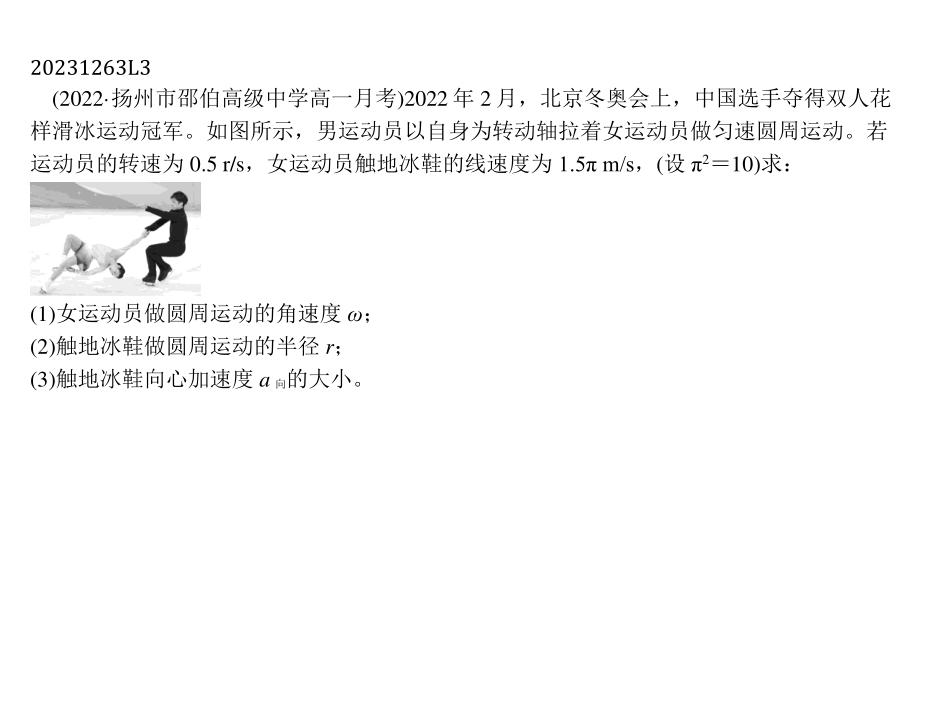 20231263L3
(2022·扬州市邵伯高级中学高一月考)2022 年 2 月，北京冬奥会上，中国选手夺得双人花
样滑冰运动冠军。如图所示，男运动员以自身为转动轴拉着女运动员做匀速圆周运动。若
运动员的转速为 0.5 r/s，女运动员触地冰鞋的线速度为 1.5π m/s，(设 π²＝10)求：
(1)女运动员做圆周运动的角速度 ω；
(2)触地冰鞋做圆周运动的半径 r；
(3)触地冰鞋向心加速度 a 向的大小。